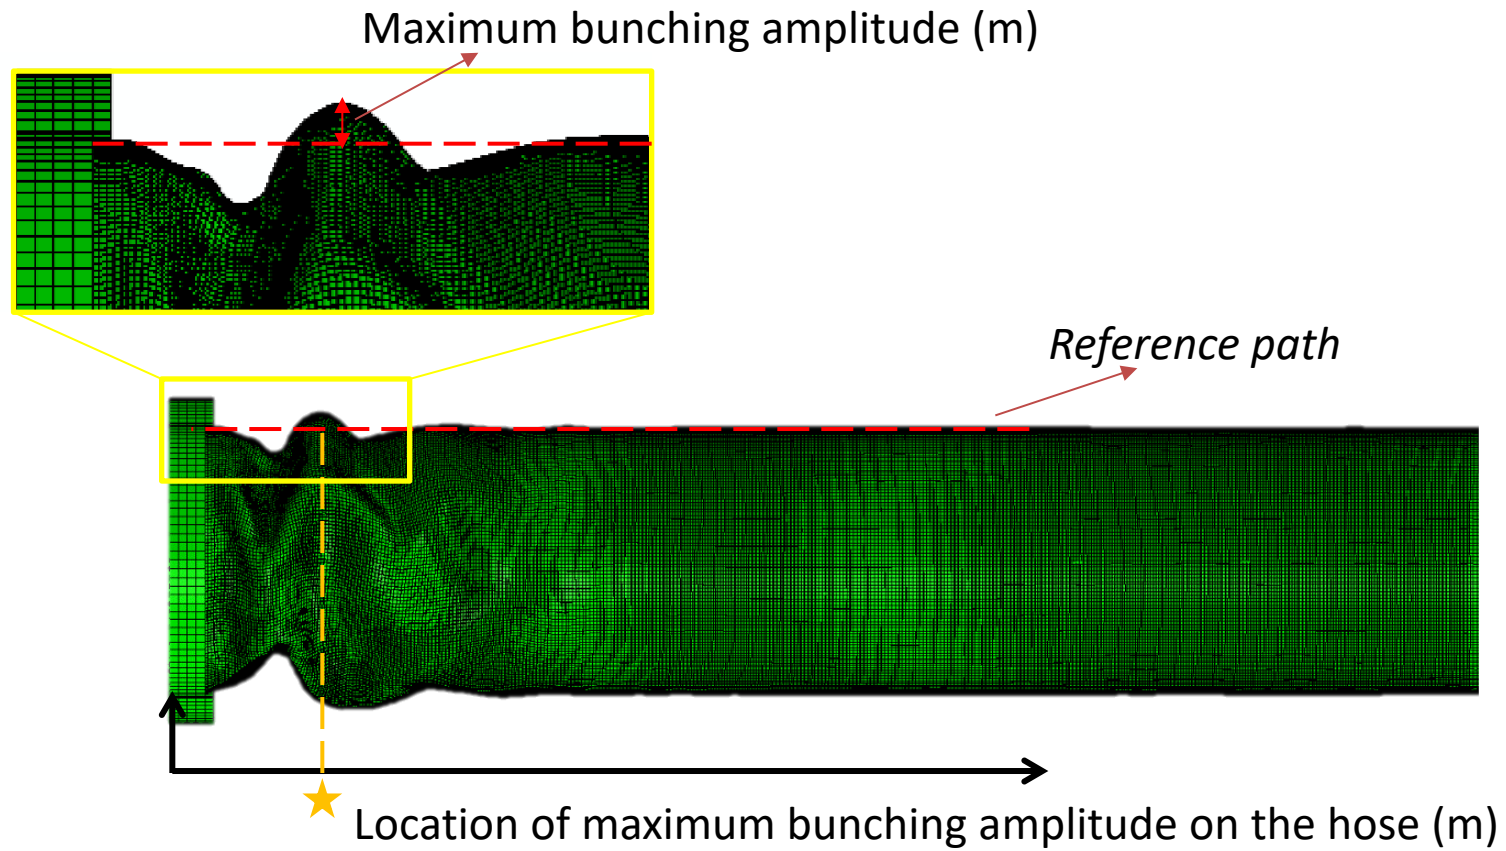 Maximum bunching amplitude (m)
Reference path
Location of maximum bunching amplitude on the hose (m)